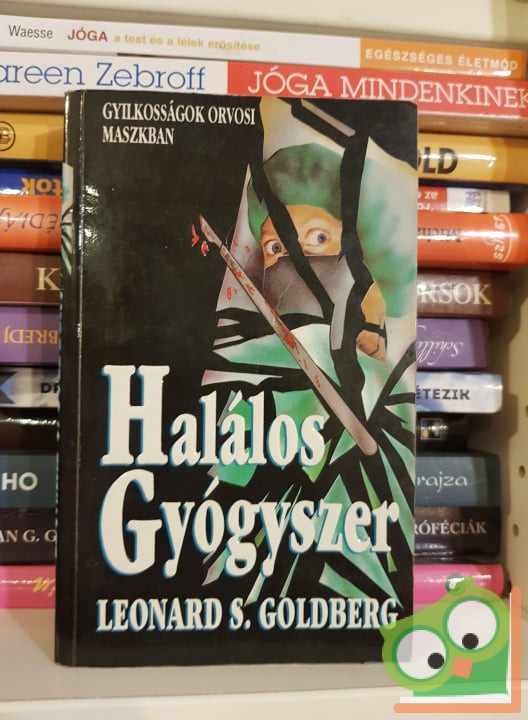 Waesse JÓGA a test és a lélek erősítése
EGÉSZSÉGES ÉLETMÓD
areen Zebroff JÓGA MINDENKINEK
GYILKOSSÁGOK ORVOSI
MASZKBAN
OLD
RSOK
Schill
ÉTEZIK
HO
rajza
AN G. G
RÓFÉCIÁK
Halálos
Gyógyszer
LEONARD S. GOLDBERG